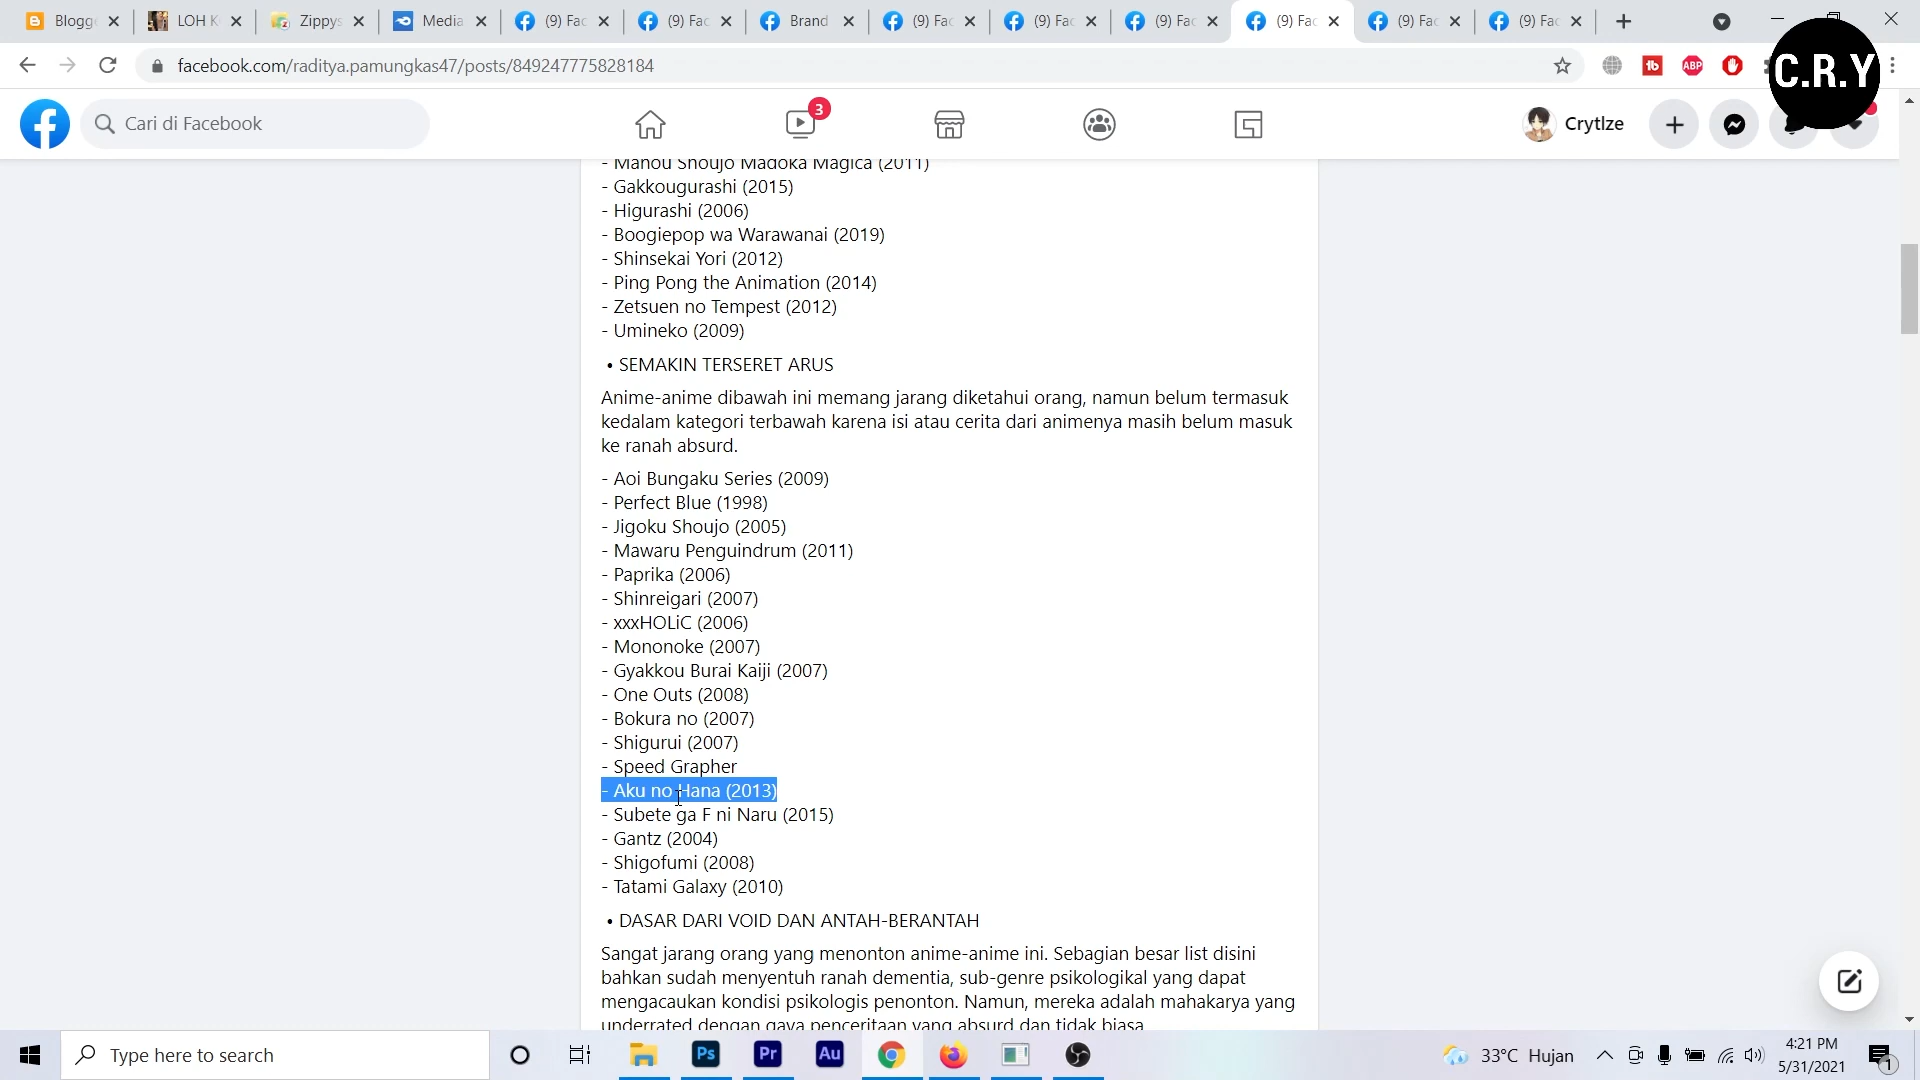 Blogg
LOH K
Zippys
Media
(9) Fac
(9) Fac
Brand
(9) Fac
(9) Fac
(9) Fac
(9) Fac
(9) Fac
(9) Fac
facebook.com/raditya.pamungkas47/posts/849247775828184
ABP
C.R.Y
Cari di Facebook
3
Crytlze
- Mahou Shoujo Madoka Magica (2011)
- Gakkougurashi (2015)
- Higurashi (2006)
- Boogiepop wa Warawanai (2019)
- Shinsekai Yori (2012)
- Ping Pong the Animation (2014)
- Zetsuen no Tempest (2012)
- Umineko (2009)
• SEMAKIN TERSERET ARUS
Anime-anime dibawah ini memang jarang diketahui orang, namun belum termasuk
kedalam kategori terbawah karena isi atau cerita dari animenya masih belum masuk
ke ranah absurd.
- Aoi Bungaku Series (2009)
- Perfect Blue (1998)
- Jigoku Shoujo (2005)
- Mawaru Penguindrum (2011)
- Paprika (2006)
- Shinreigari (2007)
- xxxHOLiC (2006)
- Mononoke (2007)
- Gyakkou Burai Kaiji (2007)
- One Outs (2008)
- Bokura no (2007)
- Shigurui (2007)
- Speed Grapher
- Aku no Hana (2013)
- Subete ga F ni Naru (2015)
- Gantz (2004)
- Shigofumi (2008)
- Tatami Galaxy (2010)
• DASAR DARI VOID DAN ANTAH-BERANTAH
Sangat jarang orang yang menonton anime-anime ini. Sebagian besar list disini
bahkan sudah menyentuh ranah dementia, sub-genre psikologikal yang dapat
mengacaukan kondisi psikologis penonton. Namun, mereka adalah mahakarya yang
underrated dengan gaya penceritaan yang absurd dan tidak biasa.
Type here to search
Ps
Pr
Au
33°C Hujan
4:21 PM
5/31/2021
1